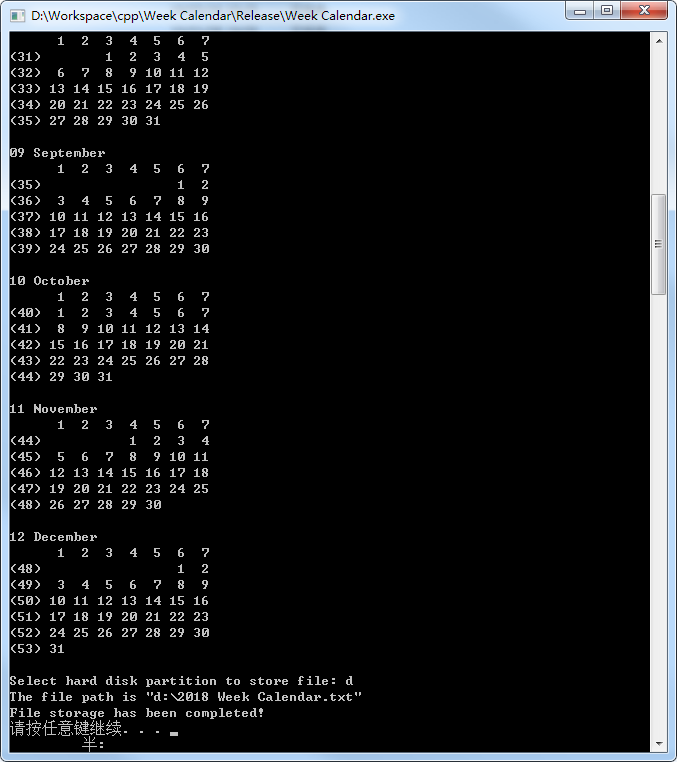 D:\Workspace\cpp\Week Calendar\Release\Week Calendar.exe
      1  2  3  4  5  6  7
(31)        1  2  3  4  5
(32)  6  7  8  9 10 11 12
(33) 13 14 15 16 17 18 19
(34) 20 21 22 23 24 25 26
(35) 27 28 29 30 31
09 September
      1  2  3  4  5  6  7
(35)                 1  2
(36)  3  4  5  6  7  8  9
(37) 10 11 12 13 14 15 16
(38) 17 18 19 20 21 22 23
(39) 24 25 26 27 28 29 30
10 October
      1  2  3  4  5  6  7
(40)  1  2  3  4  5  6  7
(41)  8  9 10 11 12 13 14
(42) 15 16 17 18 19 20 21
(43) 22 23 24 25 26 27 28
(44) 29 30 31
11 November
      1  2  3  4  5  6  7
(44)           1  2  3  4
(45)  5  6  7  8  9 10 11
(46) 12 13 14 15 16 17 18
(47) 19 20 21 22 23 24 25
(48) 26 27 28 29 30
12 December
      1  2  3  4  5  6  7
(48)                 1  2
(49)  3  4  5  6  7  8  9
(50) 10 11 12 13 14 15 16
(51) 17 18 19 20 21 22 23
(52) 24 25 26 27 28 29 30
(53) 31
Select hard disk partition to store file: d
The file path is "d:\2018 Week Calendar.txt"
File storage has been completed!
请按任意键继续. . .
半: